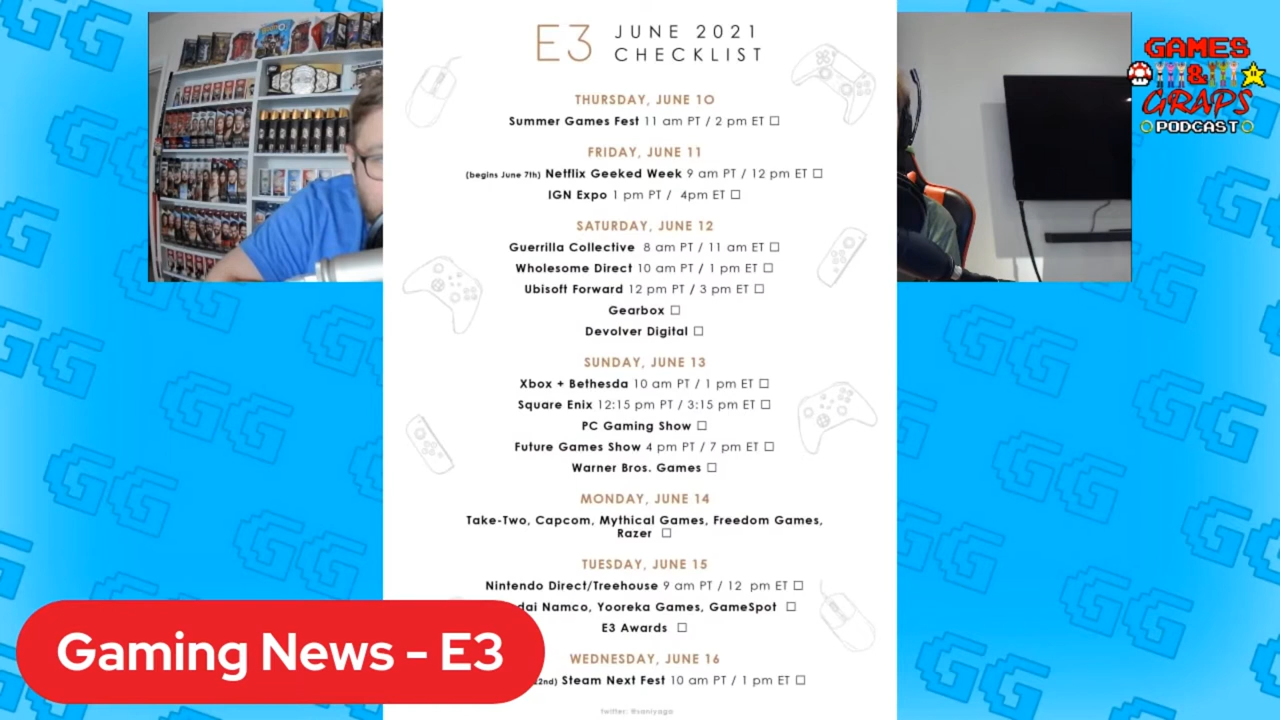 E3 JUNE 2021
CHECKLIST
THURSDAY, JUNE 10
Summer Games Fest 11 am PT / 2 pm ET ☐
FRIDAY, JUNE 11
(begins June 7th) Netflix Geeked Week 9 am PT / 12 pm ET ☐
IGN Expo 1 pm PT / 4pm ET ☐
SATURDAY, JUNE 12
Guerrilla Collective 8 am PT / 11 am ET ☐
Wholesome Direct 10 am PT / 1 pm ET ☐
Ubisoft Forward 12 pm PT / 3 pm ET ☐
Gearbox ☐
Devolver Digital ☐
SUNDAY, JUNE 13
Xbox + Bethesda 10 am PT / 1 pm ET ☐
Square Enix 12:15 pm PT / 3:15 pm ET ☐
PC Gaming Show ☐
Future Games Show 4 pm PT / 7 pm ET ☐
Warner Bros. Games ☐
MONDAY, JUNE 14
Take-Two, Capcom, Mythical Games, Freedom Games,
Razer ☐
TUESDAY, JUNE 15
Nintendo Direct/Treehouse 9 am PT / 12 pm ET ☐
dai Namco, Yooreka Games, GameSpot ☐
E3 Awards ☐
WEDNESDAY, JUNE 16
22nd) Steam Next Fest 10 am PT / 1 pm ET ☐
Gaming News - E3
GAMES
&
GRAPS
PODCAST